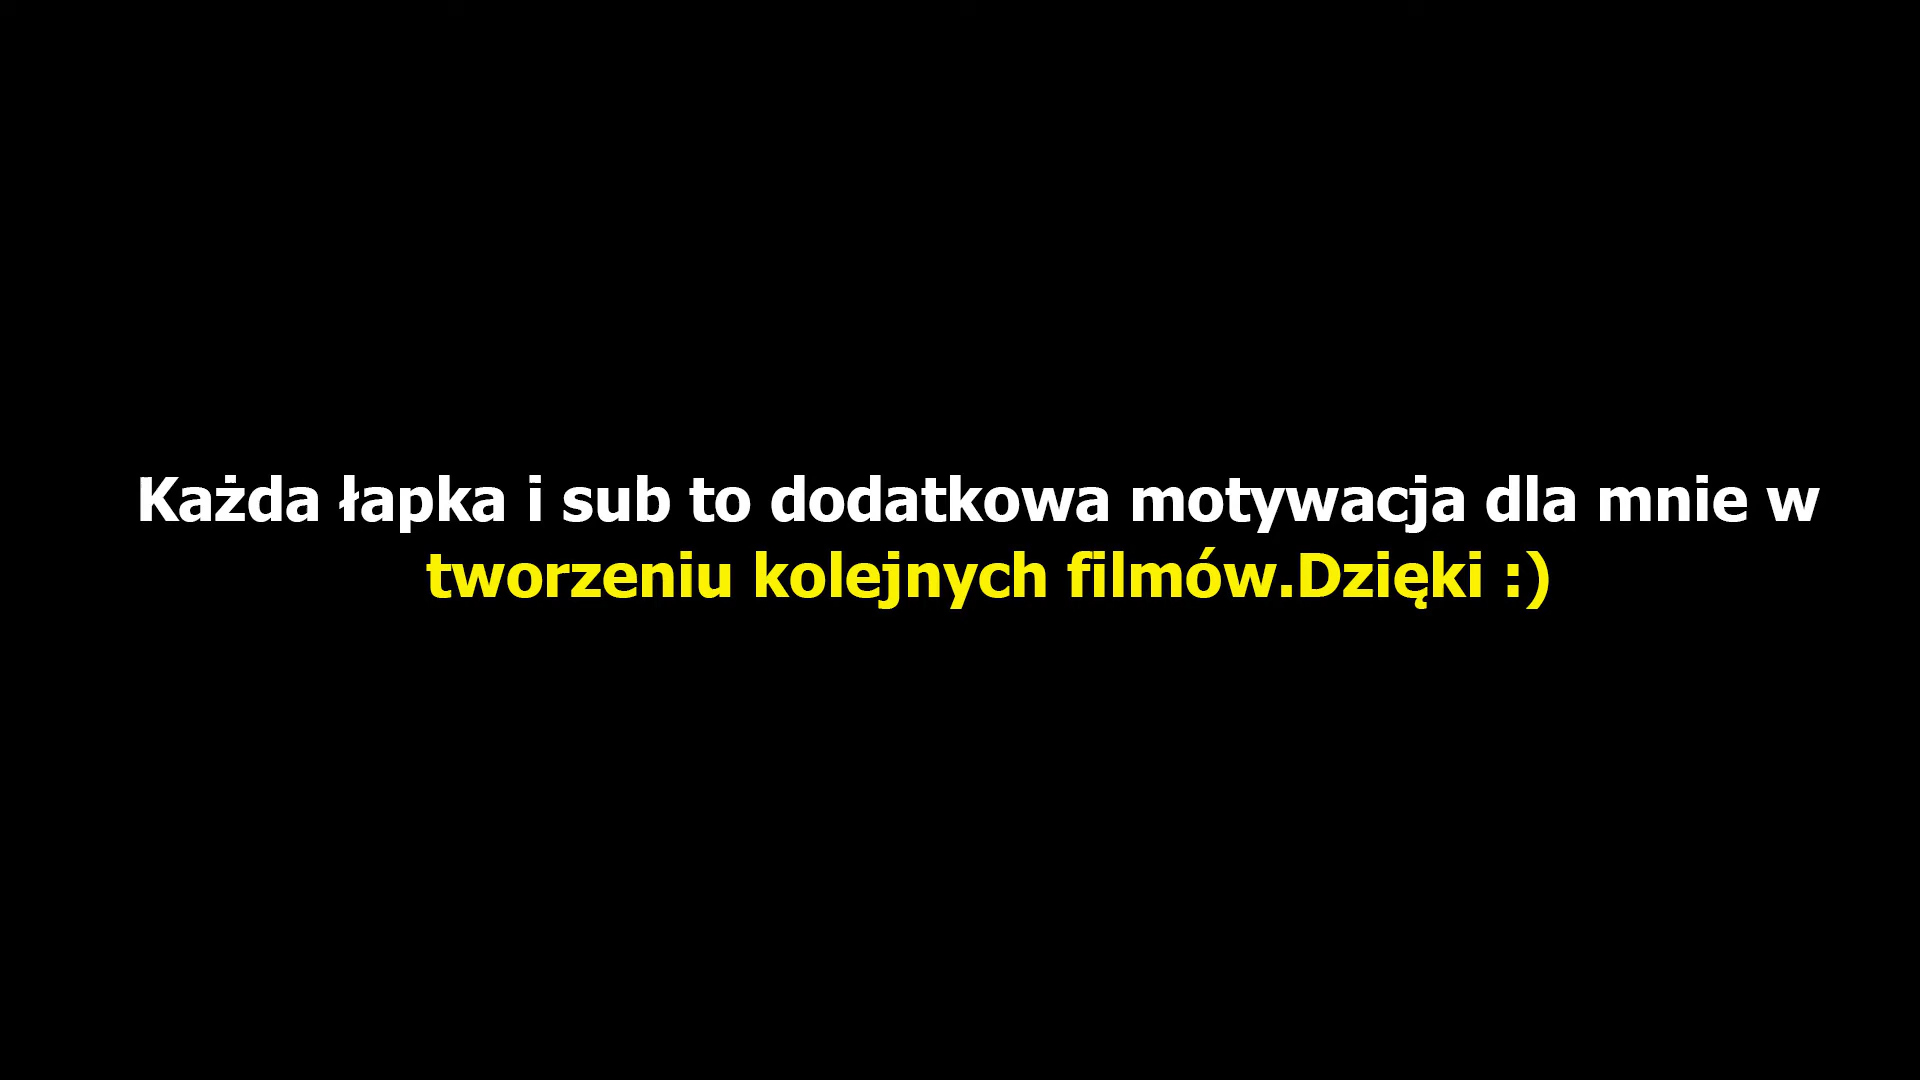 Każda łapka i sub to dodatkowa motywacja dla mnie w
tworzeniu kolejnych filmów.Dzięki :)